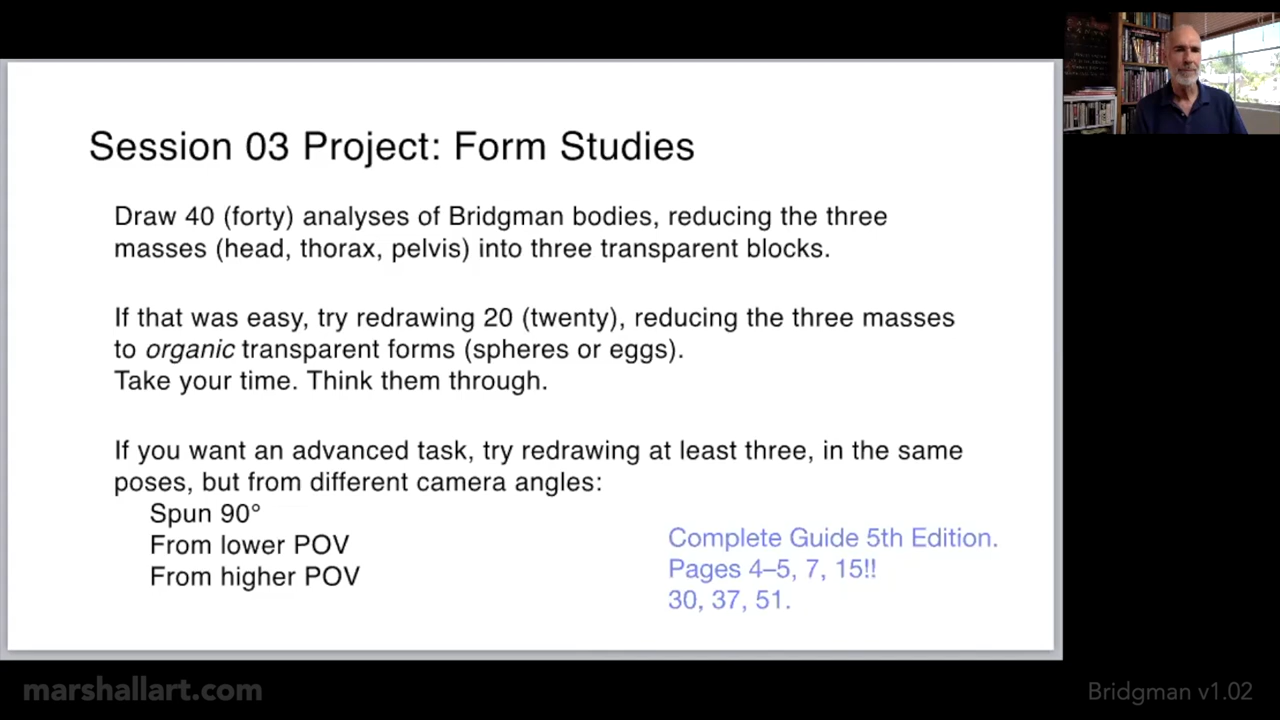 Session 03 Project: Form Studies
Draw 40 (forty) analyses of Bridgman bodies, reducing the three
masses (head, thorax, pelvis) into three transparent blocks.
If that was easy, try redrawing 20 (twenty), reducing the three masses
to organic transparent forms (spheres or eggs).
Take your time. Think them through.
If you want an advanced task, try redrawing at least three, in the same
poses, but from different camera angles:
Spun 90°
From lower POV
From higher POV
Complete Guide 5th Edition.
Pages 4–5, 7, 15!!
30, 37, 51.
marshallart.com
Bridgman v1.02